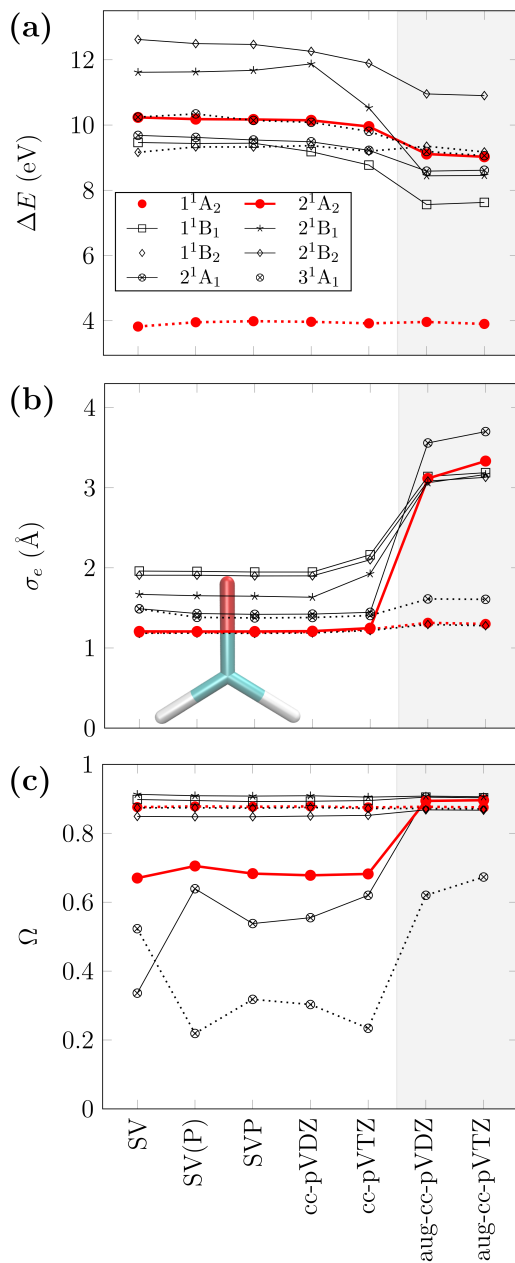 (a)
12
10
8
6
4
ΔE (eV)
1¹A₂ 2¹A₂
1¹B₁ 2¹B₁
1¹B₂ 2¹B₂
2¹A₁ 3¹A₁
(b)
4
3
2
1
0
σₑ (Å)
(c)
1
0.8
0.6
0.4
0.2
0
Ω
SV
SV(P)
SVP
cc-pVDZ
cc-pVTZ
aug-cc-pVDZ
aug-cc-pVTZ